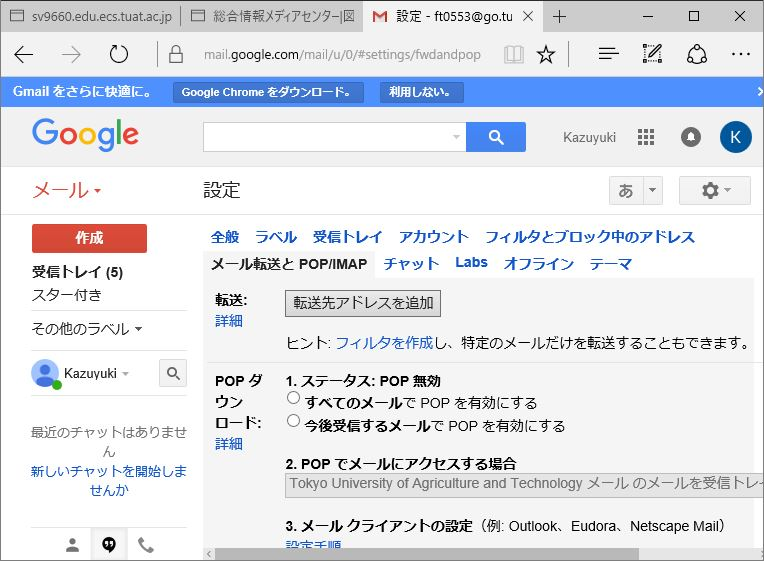 sv9660.edu.ecs.tuat.ac.jp 総合情報メディアセンター|図 設定 - ft0553@go.tu
mail.google.com/mail/u/0/#settings/fwdandpop
Gmail をさらに快適に。 Google Chrome をダウンロード。 利用しない。
Google Kazuyuki K
メール 設定 あ
作成
全般 ラベル 受信トレイ アカウント フィルタとブロック中のアドレス
メール転送と POP/IMAP チャット Labs オフライン テーマ
受信トレイ (5)
スター付き
その他のラベル
Kazuyuki
最近のチャットはありませ
ん
新しいチャットを開始しま
せんか
転送: 転送先アドレスを追加
詳細
ヒント: フィルタを作成し、特定のメールだけを転送することもできます。
POP ダ
ウン
ロード:
詳細
1. ステータス: POP 無効
すべてのメールで POP を有効にする
今後受信するメールで POP を有効にする
2. POP でメールにアクセスする場合
Tokyo University of Agriculture and Technology メール のメールを受信トレイ
3. メール クライアントの設定（例: Outlook、Eudora、Netscape Mail）
設定手順